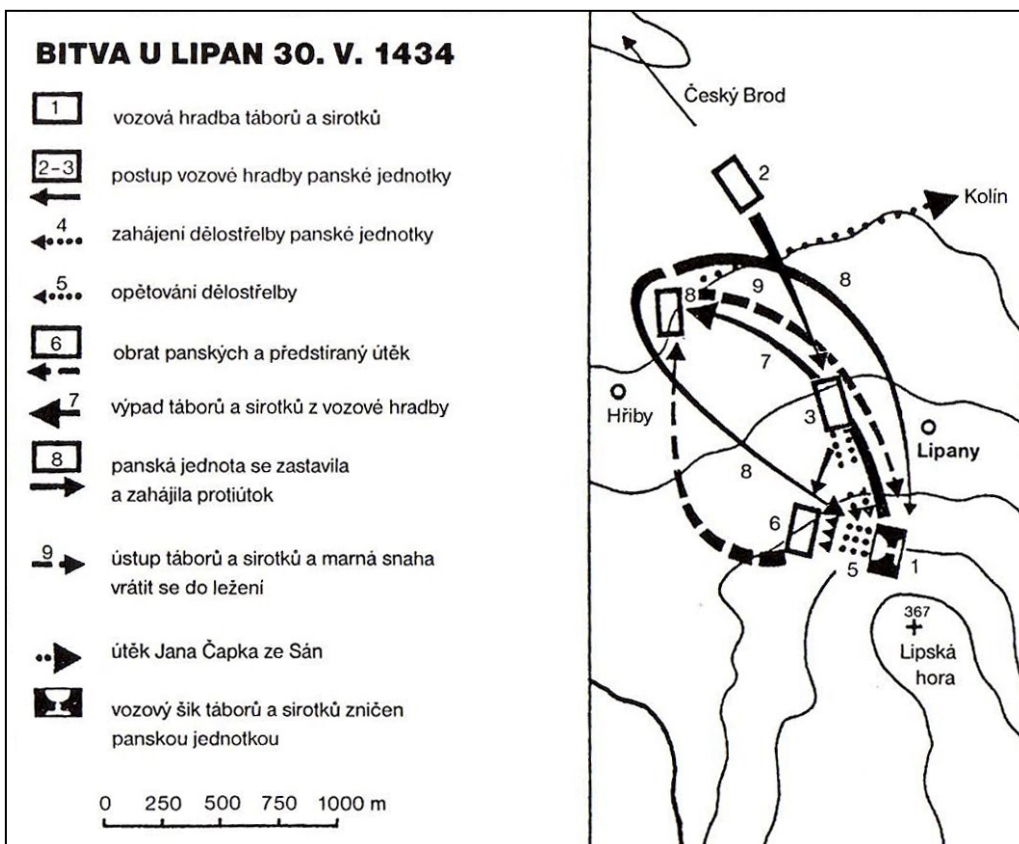 BITVA U LIPAN 30. V. 1434
1
vozová hradba táborů a sirotků
2-3
postup vozové hradby panské jednotky
4
zahájení dělostřelby panské jednotky
5
opětování dělostřelby
6
obrat panských a předstíraný útěk
7
výpad táborů a sirotků z vozové hradby
8
panská jednota se zastavila
a zahájila protiútok
9
ústup táborů a sirotků a marná snaha
vrátit se do ležení
útěk Jana Čapka ze Sán
vozový šik táborů a sirotků zničen
panskou jednotkou
0 250 500 750 1000 m
Český Brod
2
Kolín
8
9
8
7
Hřiby
3
Lipany
8
6
5
1
367
Lipská
hora